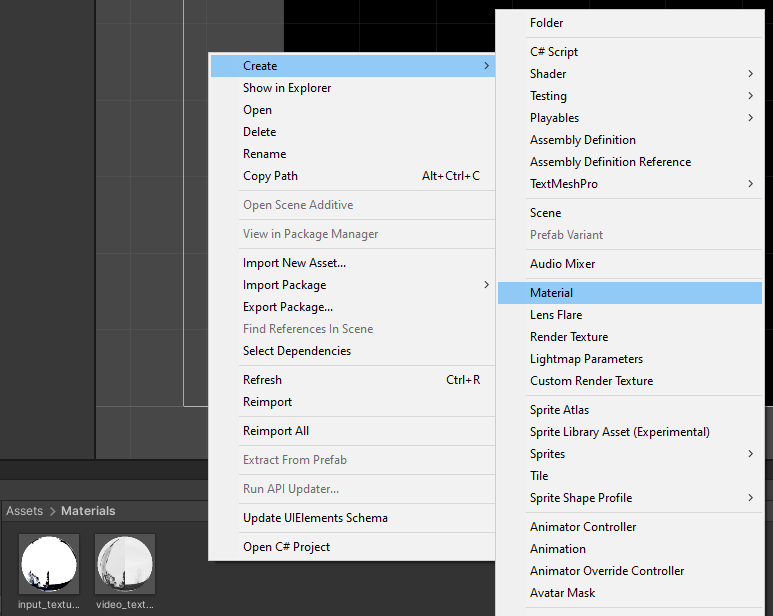 Create
Show in Explorer
Open
Delete
Rename
Copy Path Alt+Ctrl+C
Open Scene Additive
View in Package Manager
Import New Asset...
Import Package
Export Package...
Find References In Scene
Select Dependencies
Refresh Ctrl+R
Reimport
Reimport All
Extract From Prefab
Run API Updater...
Update UIElements Schema
Open C# Project
Folder
C# Script
Shader
Testing
Playables
Assembly Definition
Assembly Definition Reference
TextMeshPro
Scene
Prefab Variant
Audio Mixer
Material
Lens Flare
Render Texture
Lightmap Parameters
Custom Render Texture
Sprite Atlas
Sprite Library Asset (Experimental)
Sprites
Tile
Sprite Shape Profile
Animator Controller
Animation
Animator Override Controller
Avatar Mask
Assets > Materials
input_textu...
video_text...